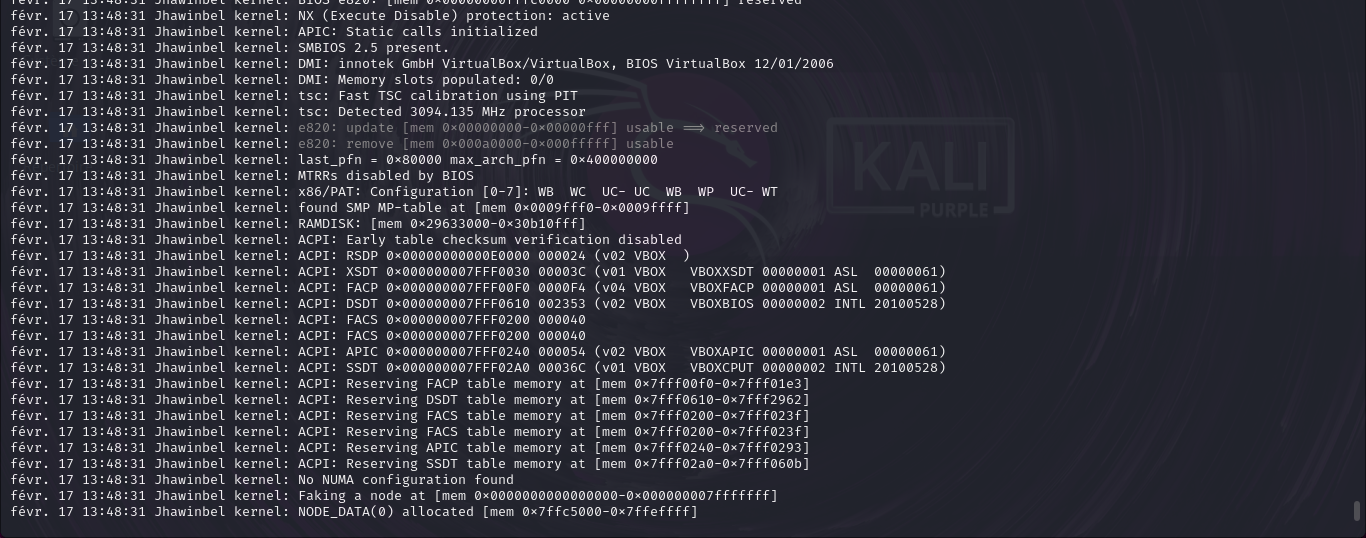 févr. 17 13:48:31 Jhawinbel kernel: BIOS-e820: [mem 0×00000000fffc0000-0×00000000ffffffff] reserved
févr. 17 13:48:31 Jhawinbel kernel: NX (Execute Disable) protection: active
févr. 17 13:48:31 Jhawinbel kernel: APIC: Static calls initialized
févr. 17 13:48:31 Jhawinbel kernel: SMBIOS 2.5 present.
févr. 17 13:48:31 Jhawinbel kernel: DMI: innotek GmbH VirtualBox/VirtualBox, BIOS VirtualBox 12/01/2006
févr. 17 13:48:31 Jhawinbel kernel: DMI: Memory slots populated: 0/0
févr. 17 13:48:31 Jhawinbel kernel: tsc: Fast TSC calibration using PIT
févr. 17 13:48:31 Jhawinbel kernel: tsc: Detected 3094.135 MHz processor
févr. 17 13:48:31 Jhawinbel kernel: e820: update [mem 0×00000000-0×00000fff] usable ⟹ reserved
févr. 17 13:48:31 Jhawinbel kernel: e820: remove [mem 0×000a0000-0×000fffff] usable
févr. 17 13:48:31 Jhawinbel kernel: last_pfn = 0×80000 max_arch_pfn = 0×400000000
févr. 17 13:48:31 Jhawinbel kernel: MTRRs disabled by BIOS
févr. 17 13:48:31 Jhawinbel kernel: x86/PAT: Configuration [0-7]: WB  WC  UC- UC  WB  WP  UC- WT
févr. 17 13:48:31 Jhawinbel kernel: found SMP MP-table at [mem 0×0009fff0-0×0009ffff]
févr. 17 13:48:31 Jhawinbel kernel: RAMDISK: [mem 0×29633000-0×30b10fff]
févr. 17 13:48:31 Jhawinbel kernel: ACPI: Early table checksum verification disabled
févr. 17 13:48:31 Jhawinbel kernel: ACPI: RSDP 0×00000000000E0000 000024 (v02 VBOX  )
févr. 17 13:48:31 Jhawinbel kernel: ACPI: XSDT 0×000000007FFF0030 00003C (v01 VBOX   VBOXXSDT 00000001 ASL  00000061)
févr. 17 13:48:31 Jhawinbel kernel: ACPI: FACP 0×000000007FFF00F0 0000F4 (v04 VBOX   VBOXFACP 00000001 ASL  00000061)
févr. 17 13:48:31 Jhawinbel kernel: ACPI: DSDT 0×000000007FFF0610 002353 (v02 VBOX   VBOXBIOS 00000002 INTL 20100528)
févr. 17 13:48:31 Jhawinbel kernel: ACPI: FACS 0×000000007FFF0200 000040
févr. 17 13:48:31 Jhawinbel kernel: ACPI: FACS 0×000000007FFF0200 000040
févr. 17 13:48:31 Jhawinbel kernel: ACPI: APIC 0×000000007FFF0240 000054 (v02 VBOX   VBOXAPIC 00000001 ASL  00000061)
févr. 17 13:48:31 Jhawinbel kernel: ACPI: SSDT 0×000000007FFF02A0 00036C (v01 VBOX   VBOXCPUT 00000002 INTL 20100528)
févr. 17 13:48:31 Jhawinbel kernel: ACPI: Reserving FACP table memory at [mem 0×7fff00f0-0×7fff01e3]
févr. 17 13:48:31 Jhawinbel kernel: ACPI: Reserving DSDT table memory at [mem 0×7fff0610-0×7fff2962]
févr. 17 13:48:31 Jhawinbel kernel: ACPI: Reserving FACS table memory at [mem 0×7fff0200-0×7fff023f]
févr. 17 13:48:31 Jhawinbel kernel: ACPI: Reserving FACS table memory at [mem 0×7fff0200-0×7fff023f]
févr. 17 13:48:31 Jhawinbel kernel: ACPI: Reserving APIC table memory at [mem 0×7fff0240-0×7fff0293]
févr. 17 13:48:31 Jhawinbel kernel: ACPI: Reserving SSDT table memory at [mem 0×7fff02a0-0×7fff060b]
févr. 17 13:48:31 Jhawinbel kernel: No NUMA configuration found
févr. 17 13:48:31 Jhawinbel kernel: Faking a node at [mem 0×0000000000000000-0×000000007fffffff]
févr. 17 13:48:31 Jhawinbel kernel: NODE_DATA(0) allocated [mem 0×7ffc5000-0×7ffeffff]
KALI
PURPLE